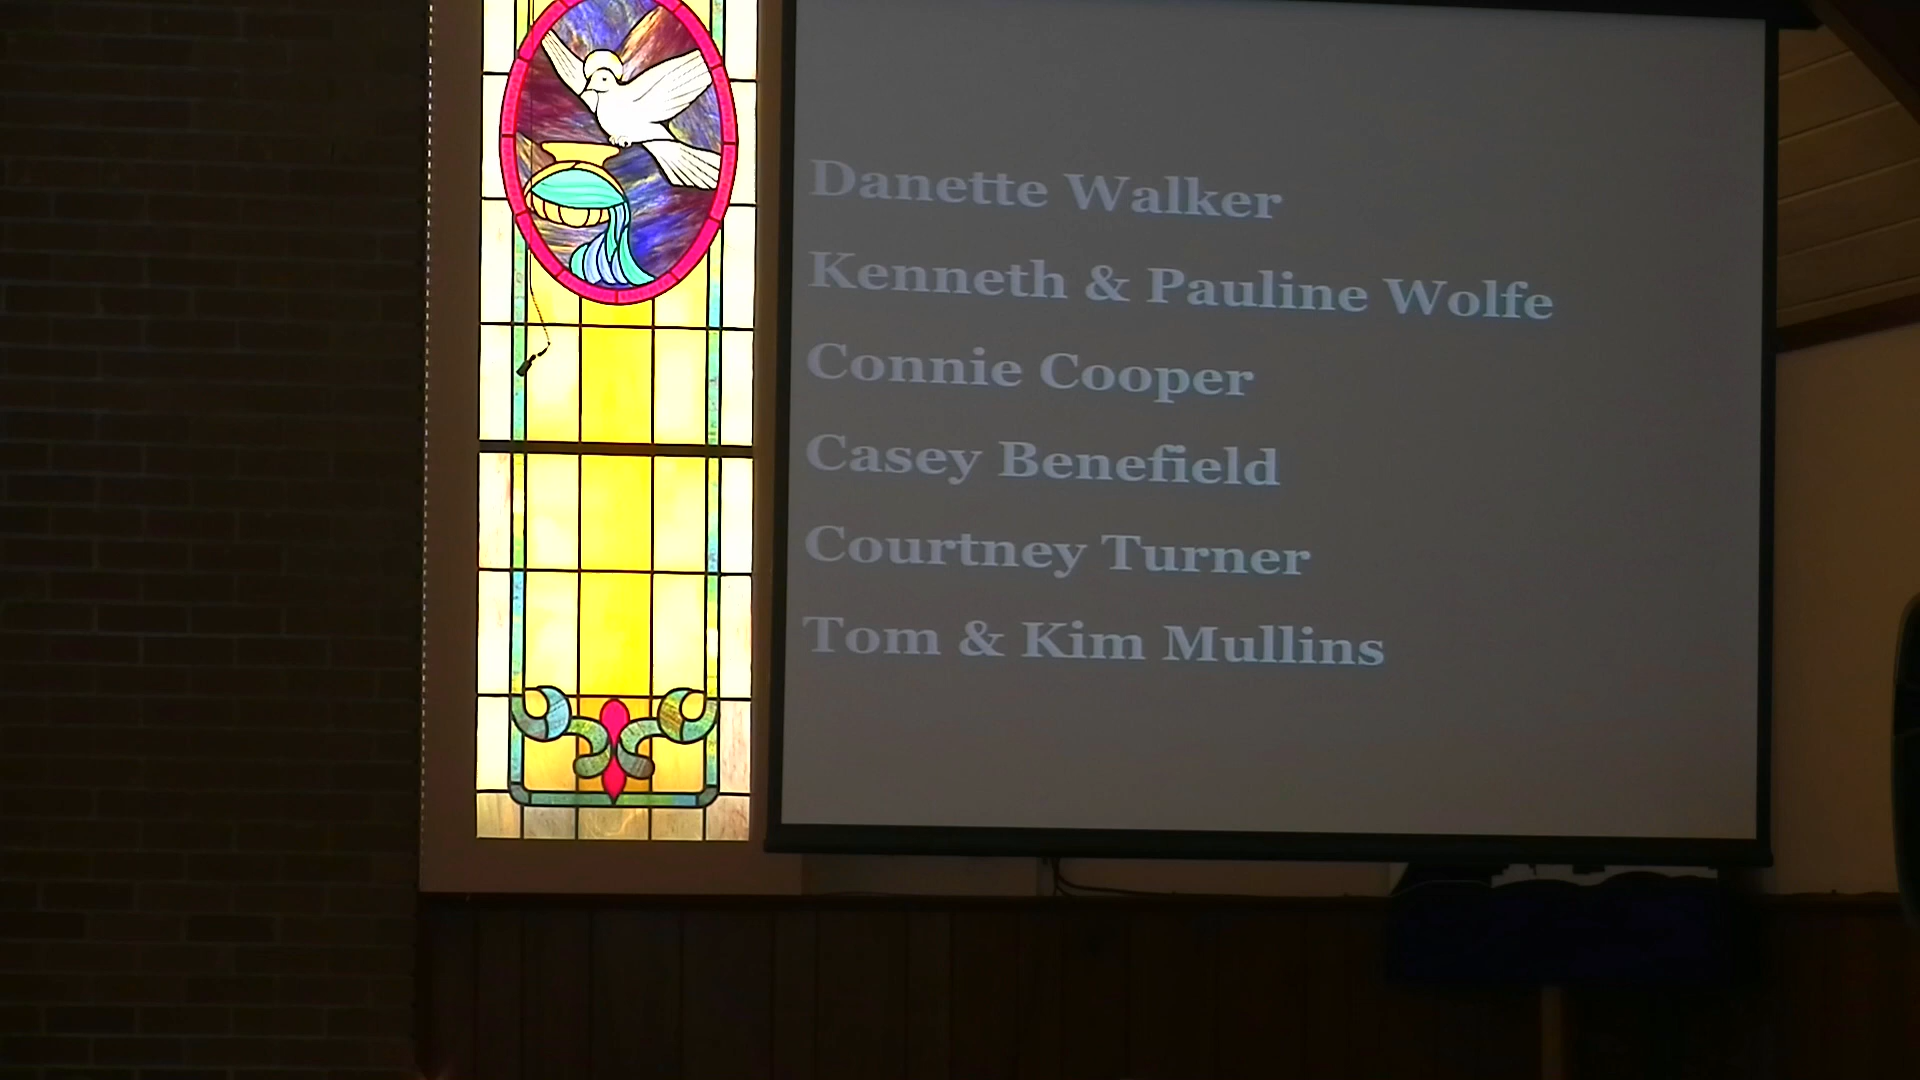 Danette Walker
Kenneth & Pauline Wolfe
Connie Cooper
Casey Benefield
Courtney Turner
Tom & Kim Mullins